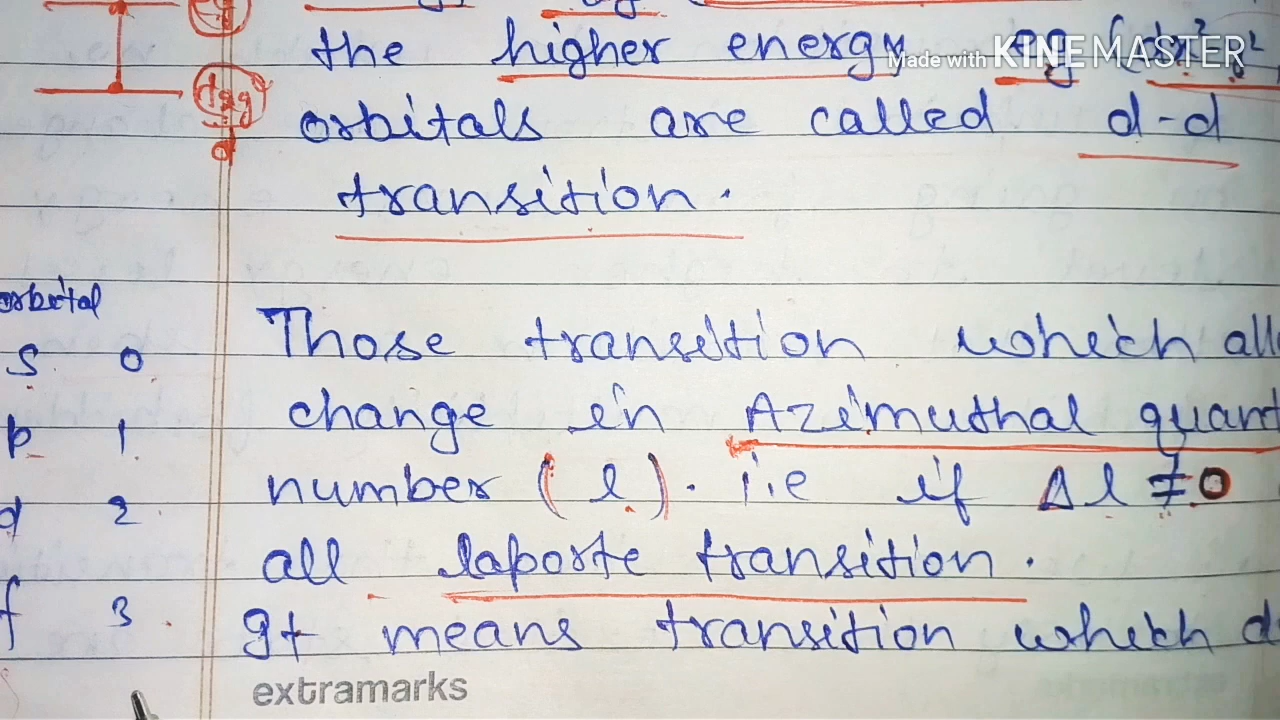 the higher energy eg (dx²
Made with KINEMASTER
orbitals are called d-d
transition.
orbital
s 0
p 1
d 2
f 3
Those transition which all
change in Azimuthal quant
number (l). i.e if Δl ≠ 0
all laporte transition.
It means transition which d
extramarks